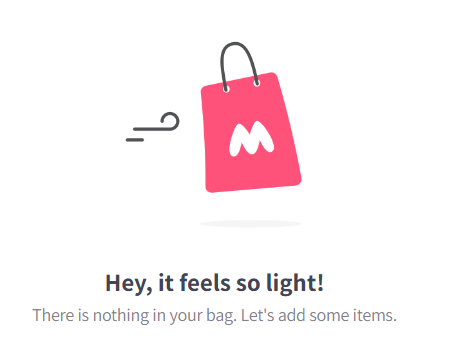 M
Hey, it feels so light!
There is nothing in your bag. Let's add some items.